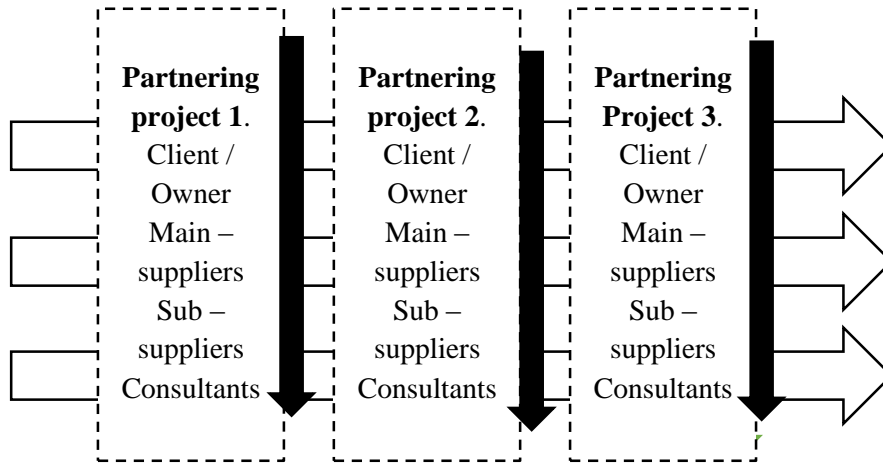 Partnering
project 1.
Client /
Owner
Main –
suppliers
Sub –
suppliers
Consultants
Partnering
project 2.
Client /
Owner
Main –
suppliers
Sub –
suppliers
Consultants
Partnering
Project 3.
Client /
Owner
Main –
suppliers
Sub –
suppliers
Consultants